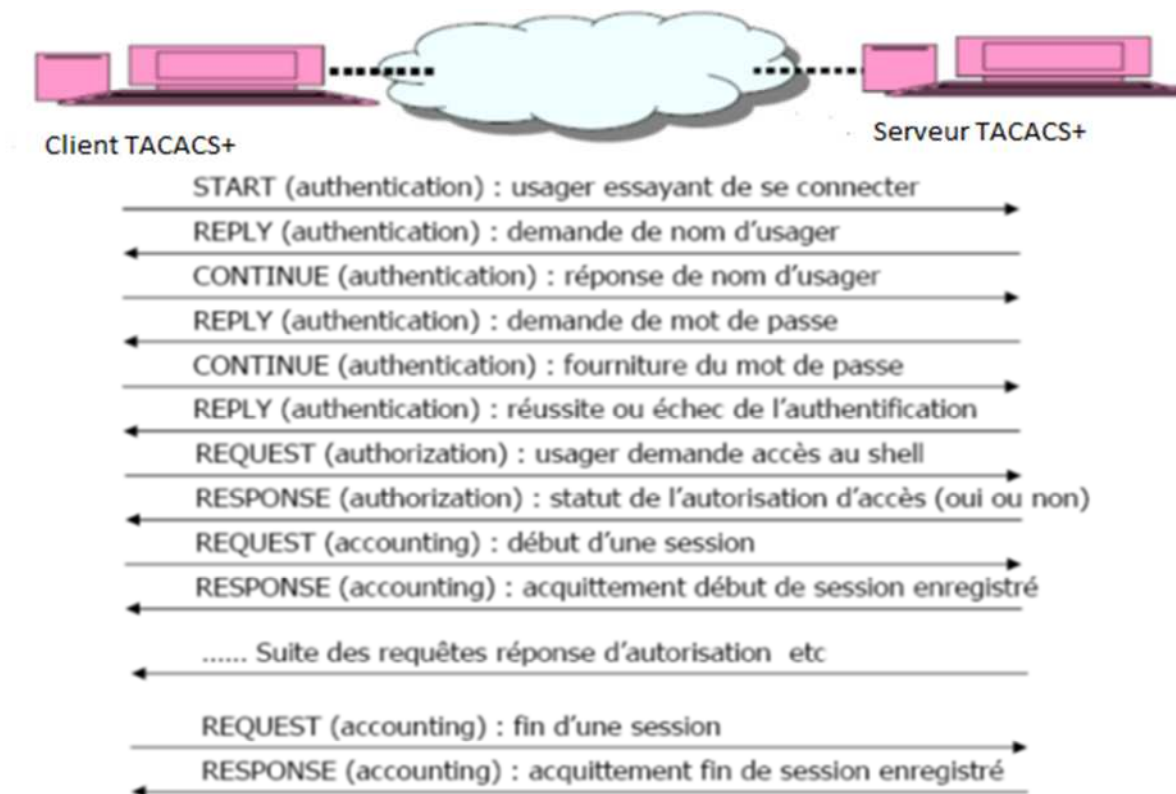 Client TACACS+
Serveur TACACS+
START (authentication) : usager essayant de se connecter
REPLY (authentication) : demande de nom d'usager
CONTINUE (authentication) : réponse de nom d'usager
REPLY (authentication) : demande de mot de passe
CONTINUE (authentication) : fourniture du mot de passe
REPLY (authentication) : réussite ou échec de l'authentification
REQUEST (authorization) : usager demande accès au shell
RESPONSE (authorization) : statut de l'autorisation d'accès (oui ou non)
REQUEST (accounting) : début d'une session
RESPONSE (accounting) : acquittement début de session enregistré
...... Suite des requêtes réponse d'autorisation etc
REQUEST (accounting) : fin d'une session
RESPONSE (accounting) : acquittement fin de session enregistré